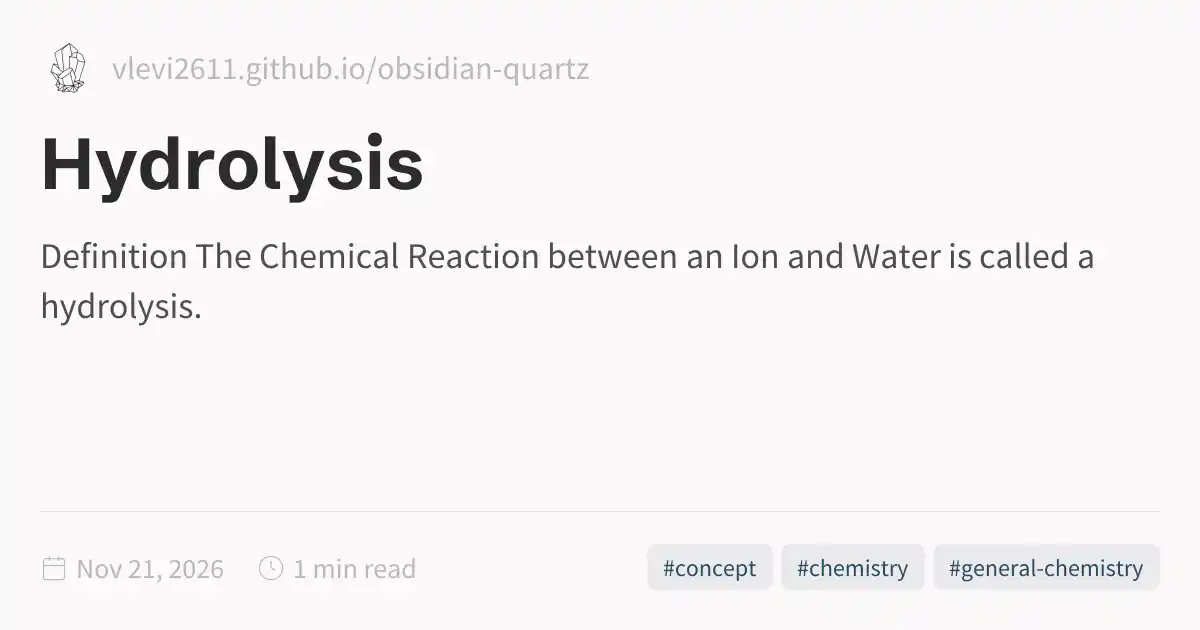 vlevi2611.github.io/obsidian-quartz
Hydrolysis
Definition The Chemical Reaction between an Ion and Water is called a
hydrolysis.
Nov 21, 2026 1 min read #concept #chemistry #general-chemistry